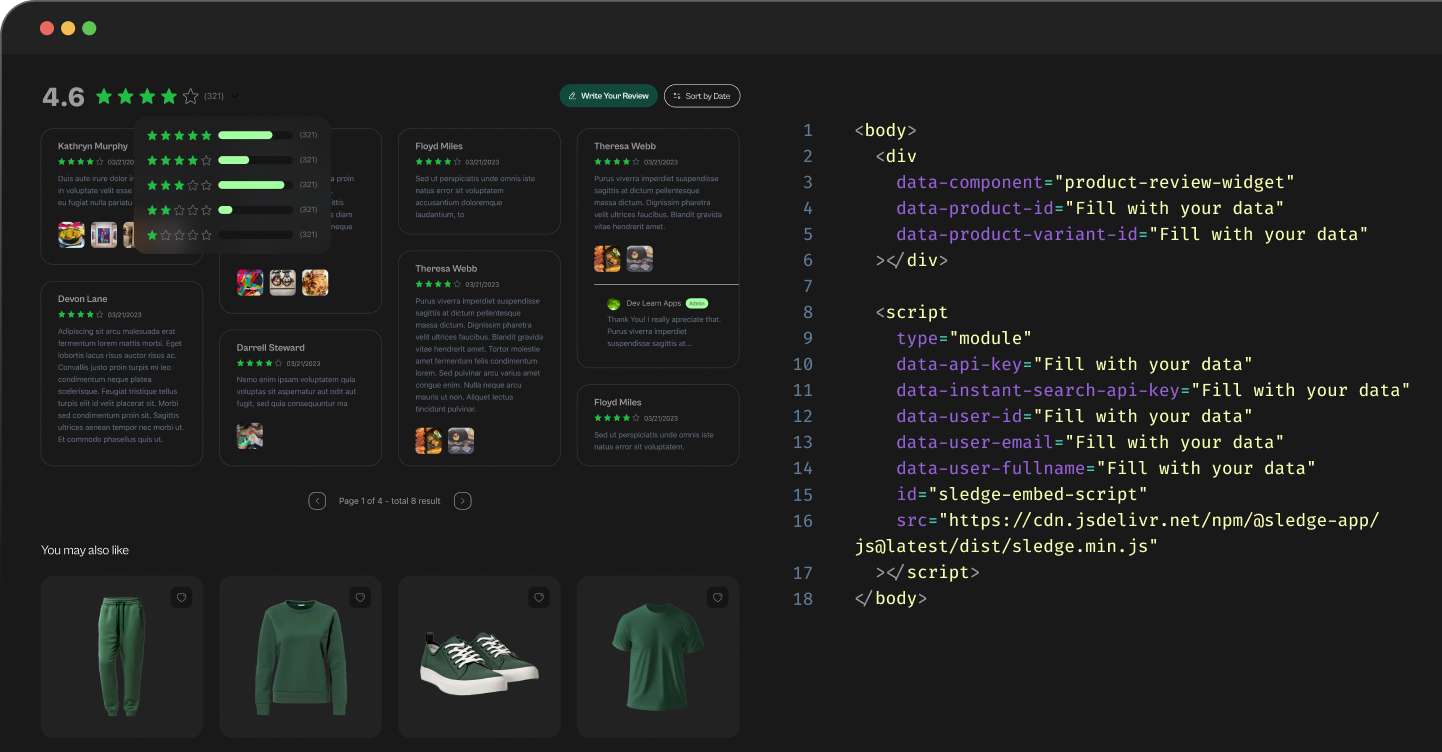 4.6
(321)
Write Your Review
Sort by Date
(321)
(321)
(321)
(321)
(321)
Kathryn Murphy
03/21/20
Duis aute irure dolor in
in voluptate velit esse
eu fugiat nulla pariatu
a proin
sittis
s diam
neque
Devon Lane
03/21/2023
Adipiscing sit arcu malesuada erat
fermentum lorem mattis morbi. Eget
lobortis lacus risus auctor risus ac.
Convallis justo proin turpis mi leo
condimentum neque platea
scelerisque. Feugiat tristique tellus
turpis elit id velit placerat sit. Morbi
sed condimentum proin sit. Sagittis
ultrices aenean tempor nec morbi ut.
Et commodo phasellus quis ut.
Darrell Steward
03/21/2023
Nemo enim ipsam voluptatem quia
voluptas sit aspernatur aut odit aut
fugit, sed quia consequuntur ma
Floyd Miles
03/21/2023
Sed ut perspiciatis unde omnis iste
natus error sit voluptatem
accusantium doloremque
laudantium, to
Theresa Webb
03/21/2023
Purus viverra imperdiet suspendisse
sagittis at dictum pellentesque
massa dictum. Dignissim pharetra
velit ultrices faucibus. Blandit gravida
vitae hendrerit amet. Tortor molestie
amet fermentum felis condimentum
lorem. Sed pulvinar arcu varius amet
congue enim. Nulla neque arcu
mauris ut non. Aliquet lectus
tincidunt pulvinar.
Theresa Webb
03/21/2023
Purus viverra imperdiet suspendisse
sagittis at dictum pellentesque
massa dictum. Dignissim pharetra
velit ultrices faucibus. Blandit gravida
vitae hendrerit amet.
Dev Learn Apps Admin
Thank You! I really apreciate that.
Purus viverra imperdiet
suspendisse sagittis at...
Floyd Miles
03/21/2023
Sed ut perspiciatis unde omnis iste
natus error sit voluptatem.
Page 1 of 4 - total 8 result
You may also like
1 <body>
2 <div
3 data-component="product-review-widget"
4 data-product-id="Fill with your data"
5 data-product-variant-id="Fill with your data"
6 ></div>
7
8 <script
9 type="module"
10 data-api-key="Fill with your data"
11 data-instant-search-api-key="Fill with your data"
12 data-user-id="Fill with your data"
13 data-user-email="Fill with your data"
14 data-user-fullname="Fill with your data"
15 id="sledge-embed-script"
16 src="https://cdn.jsdelivr.net/npm/@sledge-app/
js@latest/dist/sledge.min.js"
17 ></script>
18 </body>